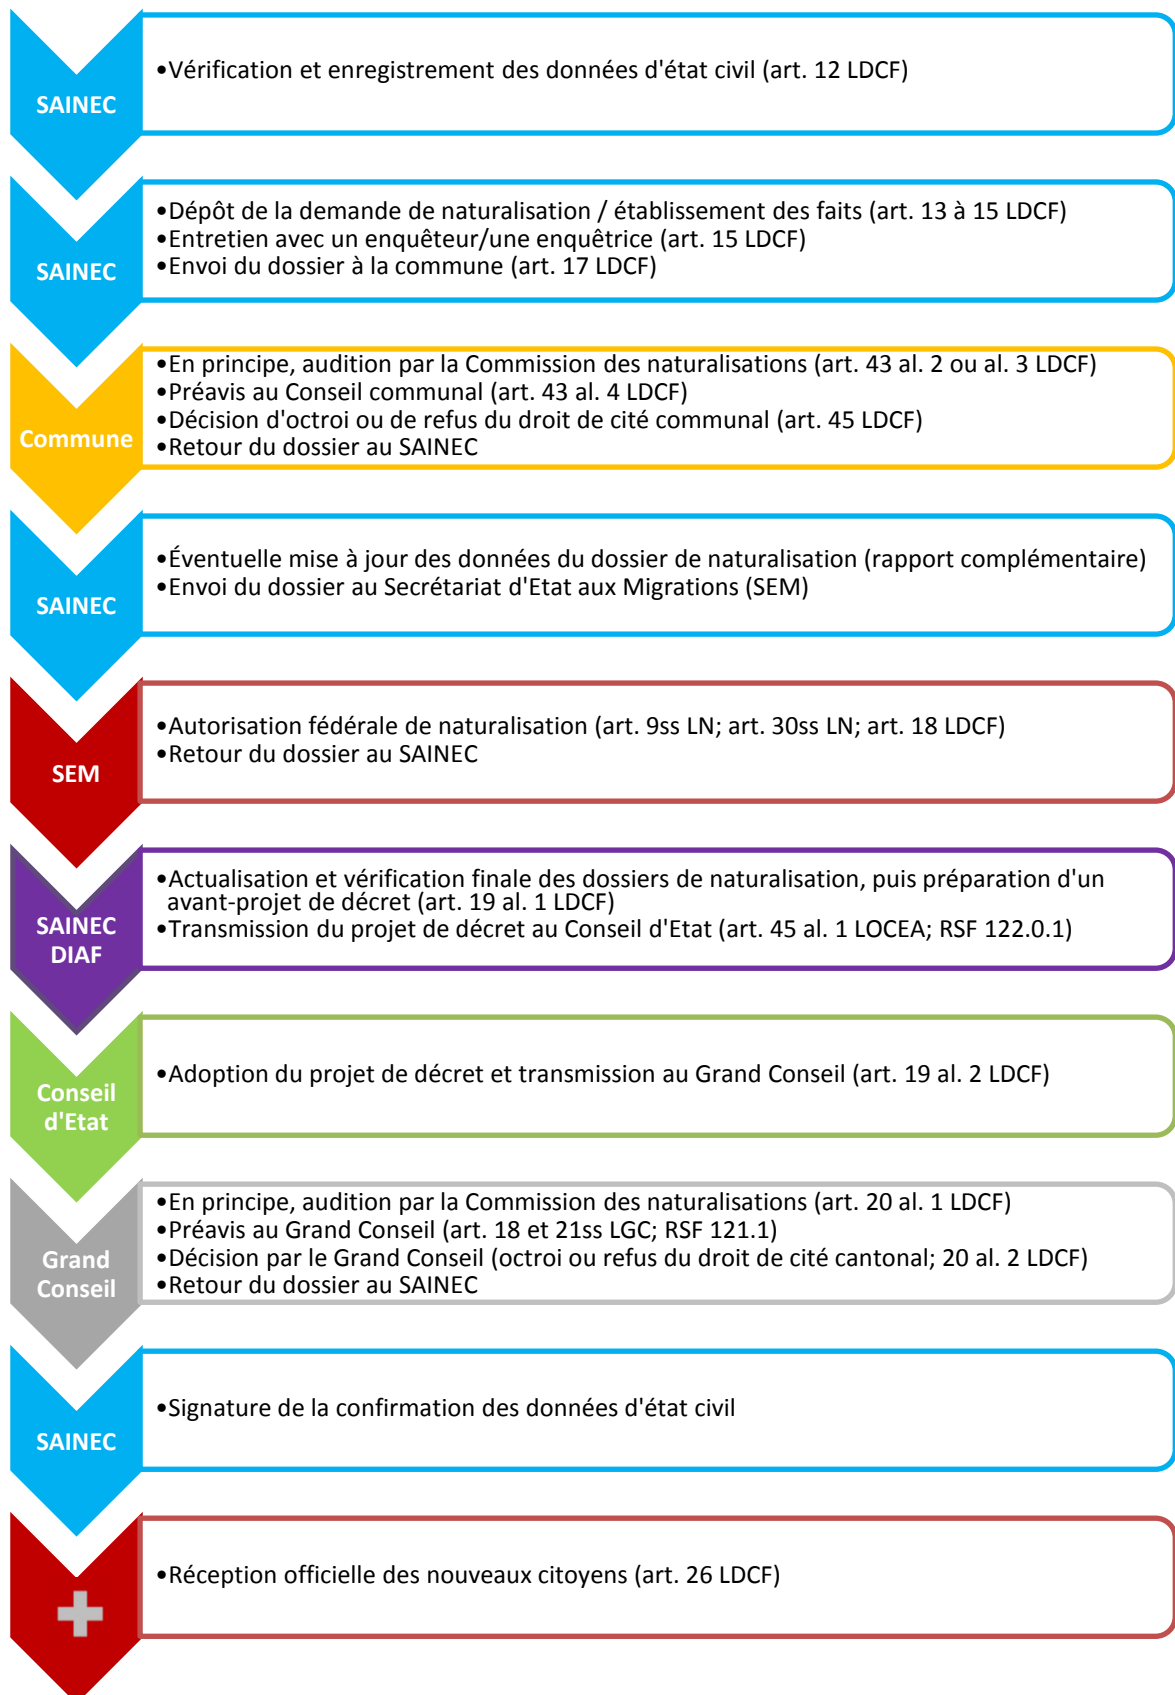 SAINEC
•Vérification et enregistrement des données d'état civil (art. 12 LDCF)
SAINEC
•Dépôt de la demande de naturalisation / établissement des faits (art. 13 à 15 LDCF)
•Entretien avec un enquêteur/une enquêtrice (art. 15 LDCF)
•Envoi du dossier à la commune (art. 17 LDCF)
Commune
•En principe, audition par la Commission des naturalisations (art. 43 al. 2 ou al. 3 LDCF)
•Préavis au Conseil communal (art. 43 al. 4 LDCF)
•Décision d'octroi ou de refus du droit de cité communal (art. 45 LDCF)
•Retour du dossier au SAINEC
SAINEC
•Éventuelle mise à jour des données du dossier de naturalisation (rapport complémentaire)
•Envoi du dossier au Secrétariat d'Etat aux Migrations (SEM)
SEM
•Autorisation fédérale de naturalisation (art. 9ss LN; art. 30ss LN; art. 18 LDCF)
•Retour du dossier au SAINEC
SAINEC
DIAF
•Actualisation et vérification finale des dossiers de naturalisation, puis préparation d'un
avant-projet de décret (art. 19 al. 1 LDCF)
•Transmission du projet de décret au Conseil d'Etat (art. 45 al. 1 LOCEA; RSF 122.0.1)
Conseil
d'Etat
•Adoption du projet de décret et transmission au Grand Conseil (art. 19 al. 2 LDCF)
Grand
Conseil
•En principe, audition par la Commission des naturalisations (art. 20 al. 1 LDCF)
•Préavis au Grand Conseil (art. 18 et 21ss LGC; RSF 121.1)
•Décision par le Grand Conseil (octroi ou refus du droit de cité cantonal; 20 al. 2 LDCF)
•Retour du dossier au SAINEC
SAINEC
•Signature de la confirmation des données d'état civil
•Réception officielle des nouveaux citoyens (art. 26 LDCF)